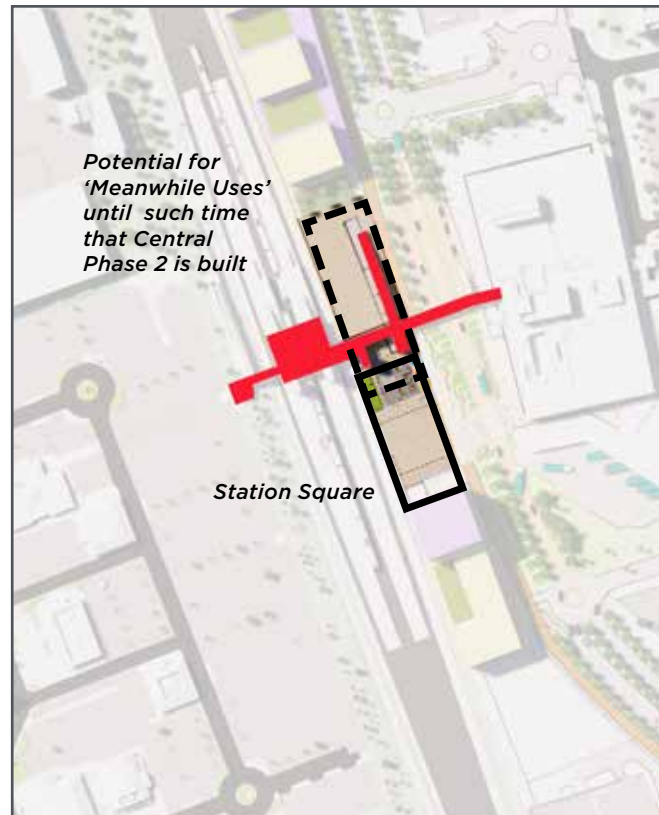 Potential for
‘Meanwhile Uses’
until such time
that Central
Phase 2 is built
Station Square